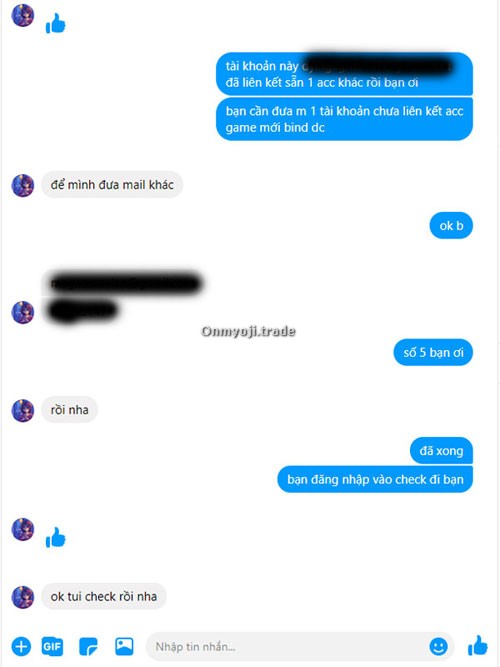 tài khoản này
đã liên kết sẵn 1 acc khác rồi bạn ơi
bạn cần đưa m 1 tài khoản chưa liên kết acc
game mới bind dc
để mình đưa mail khác
ok b
Onmyoji.trade
số 5 bạn ơi
rồi nha
đã xong
bạn đăng nhập vào check đi bạn
ok tui check rồi nha
GIF
Nhập tin nhắn...